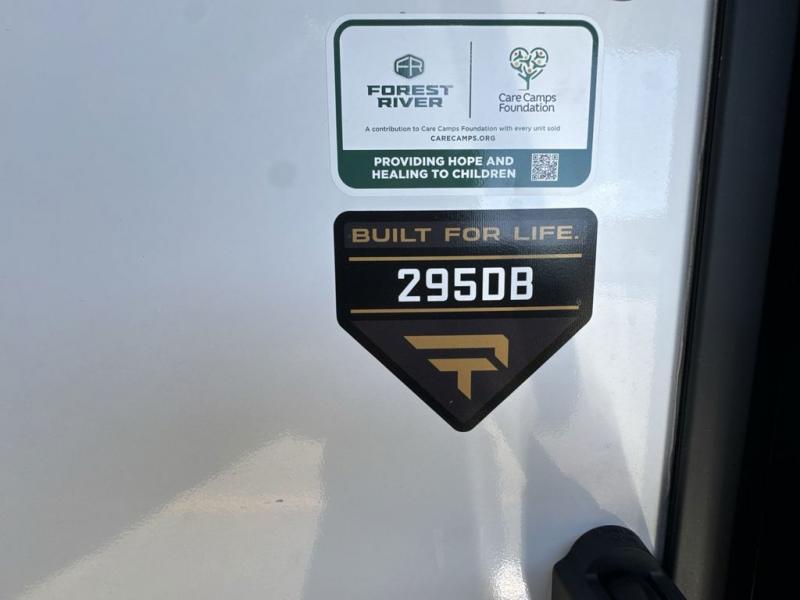 FR
FOREST
RIVER
Care Camps
Foundation
A contribution to Care Camps Foundation with every unit sold
CARECAMPS.ORG
PROVIDING HOPE AND
HEALING TO CHILDREN
BUILT FOR LIFE.
295DB